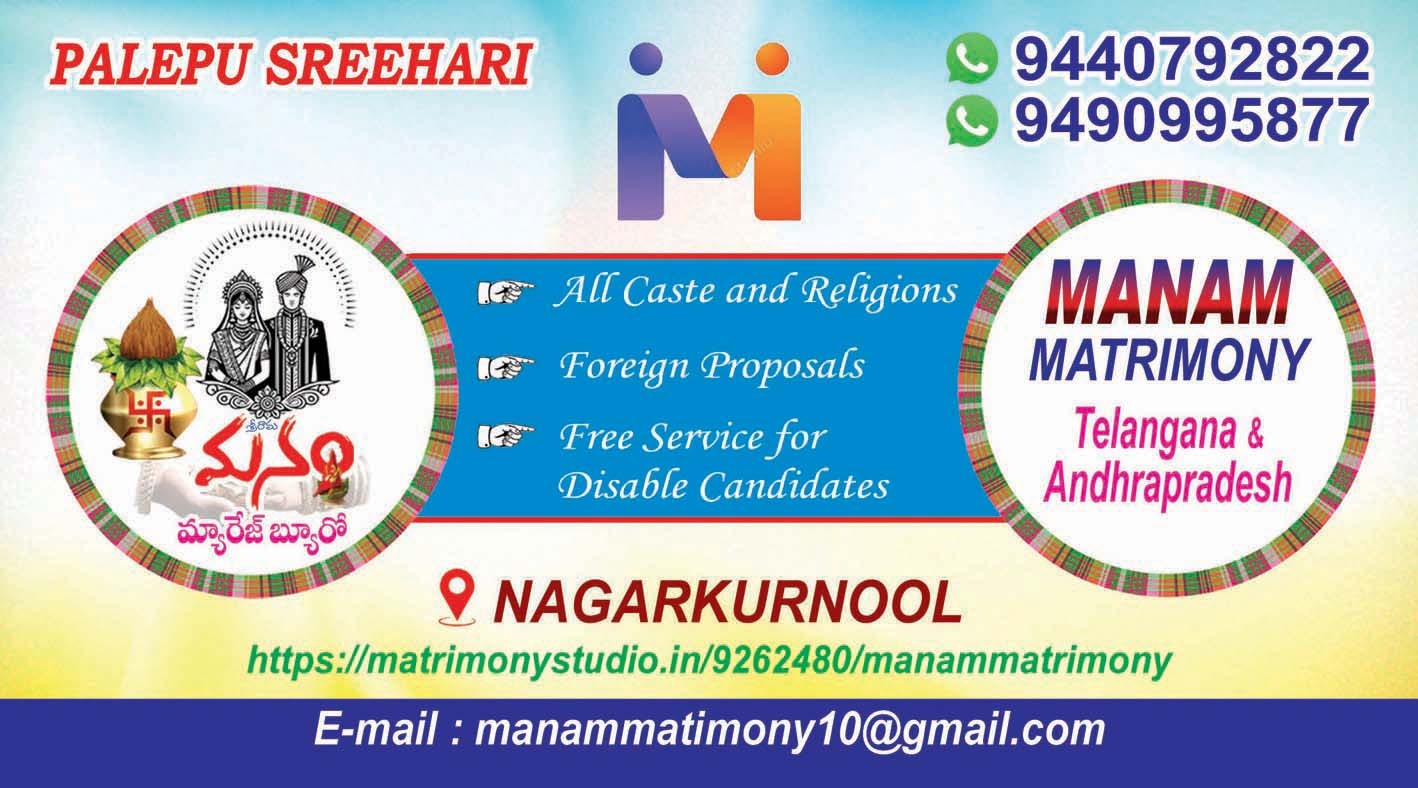 PALEPU SREEHARI
9440792822
9490995877
All Caste and Religions
Foreign Proposals
Free Service for
Disable Candidates
శ్రీరామ
మనం
మ్యారేజ్ బ్యూరో
MANAM
MATRIMONY
Telangana &
Andhrapradesh
NAGARKURNOOL
https://matrimonystudio.in/9262480/manammatrimony
E-mail : manammatimony10@gmail.com